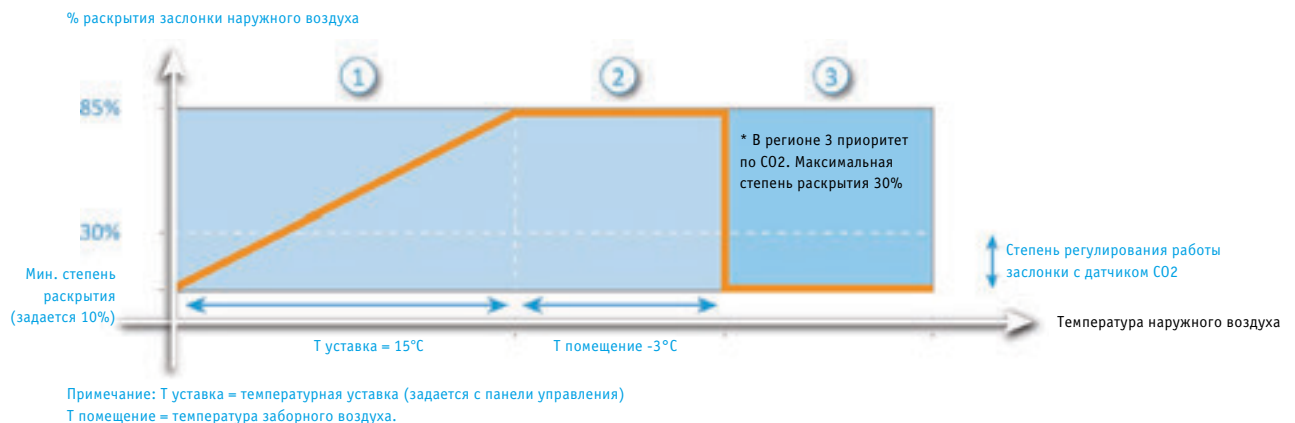 % раскрытия заслонки наружного воздуха
1
2
3
85%
* В регионе 3 приоритет
по СО2. Максимальная
степень раскрытия 30%
30%
Степень регулирования работы
заслонки с датчиком СО2
Мин. степень
раскрытия
(задается 10%)
Температура наружного воздуха
Т уставка = 15°С
Т помещение -3°С
Примечание: Т уставка = температурная уставка (задается с панели управления)
Т помещение = температура заборного воздуха.